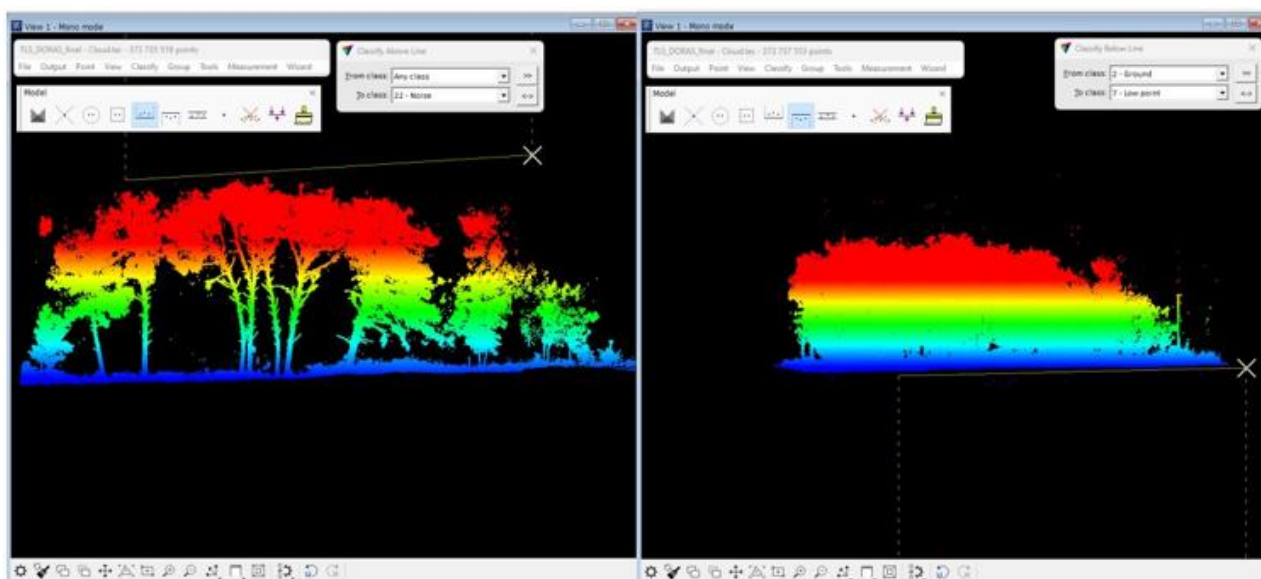 View 1 - Mono mode
TLS_DORAS_final - Cloud.las - 373 735 518 points
File Output Point View Classify Group Tools Measurement Wizard
Model
Classify Above Line
From class: Any class
>>
To class: 22 - Noise
<->
View 1 - Mono mode
TLS_DORAS_final - Cloud.las - 373 737 503 points
File Output Point View Classify Group Tools Measurement Wizard
Model
Classify Below Line
From class: 2 - Ground
To class: 7 - Low point
<->